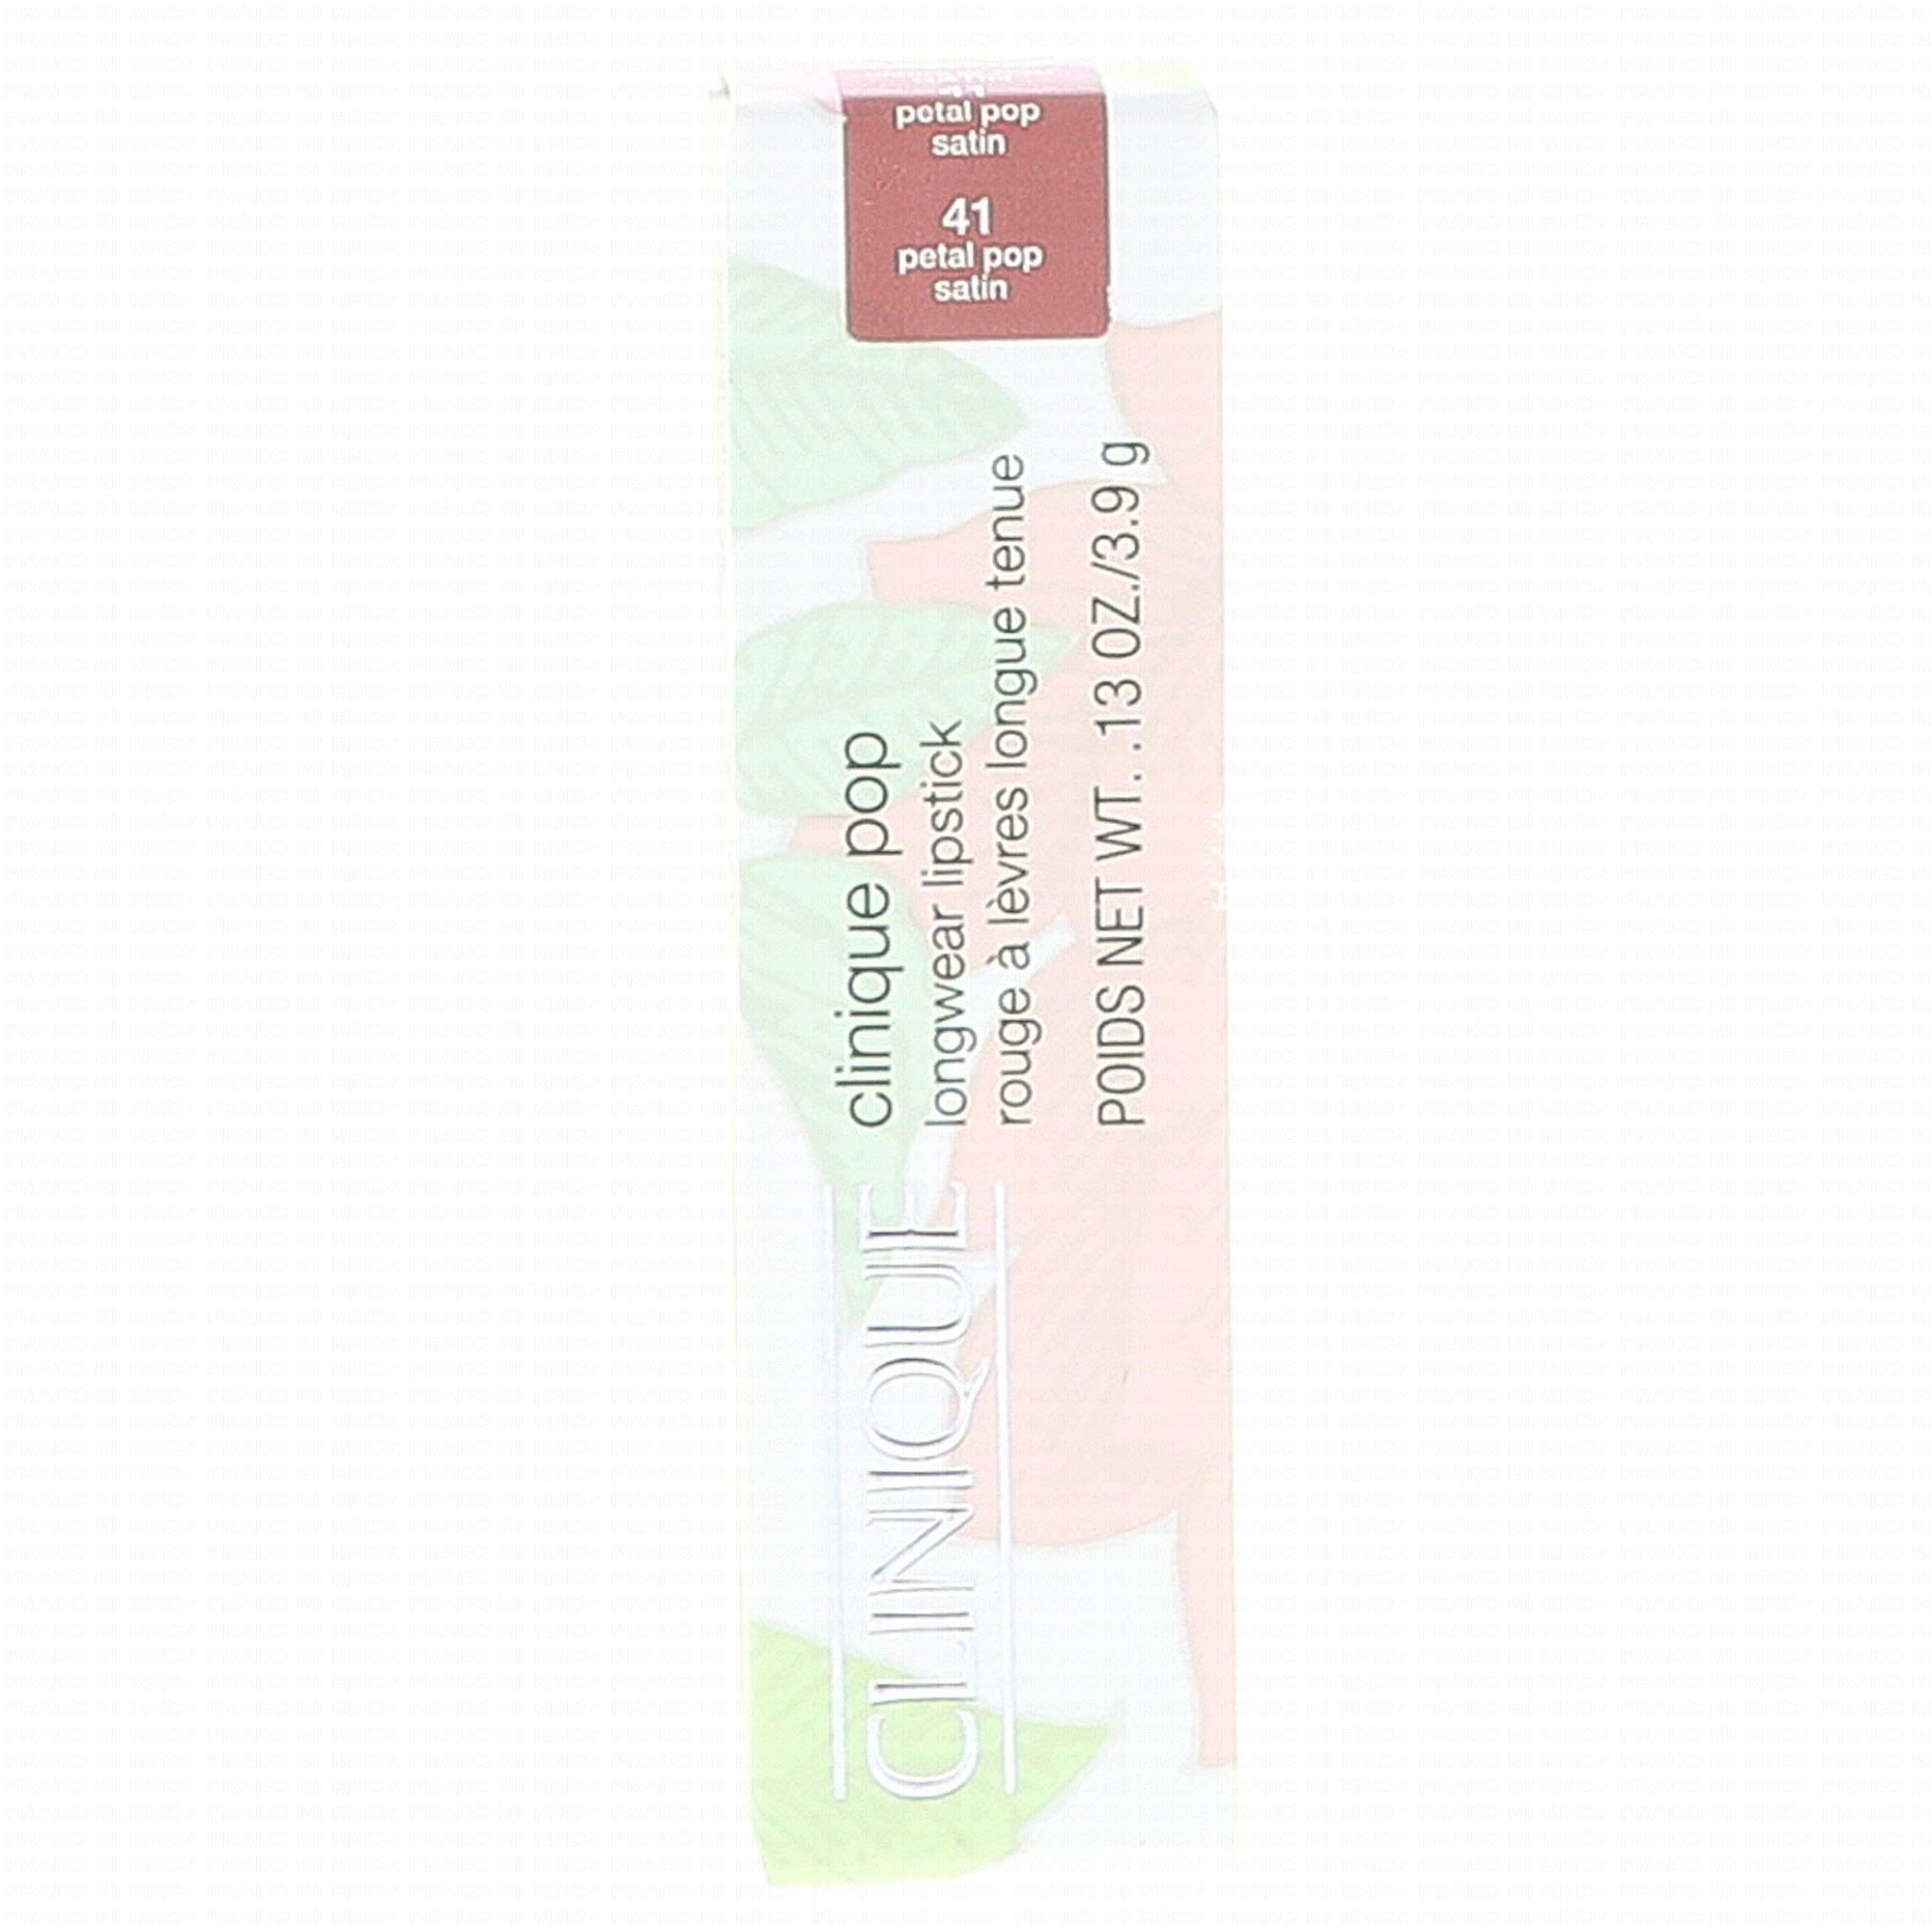 petal pop
satin
41
petal pop
satin
clinique pop
longwear lipstick
rouge à lèvres longue tenue
POIDS NET WT. .13 OZ./3.9 g
CLINIQUE